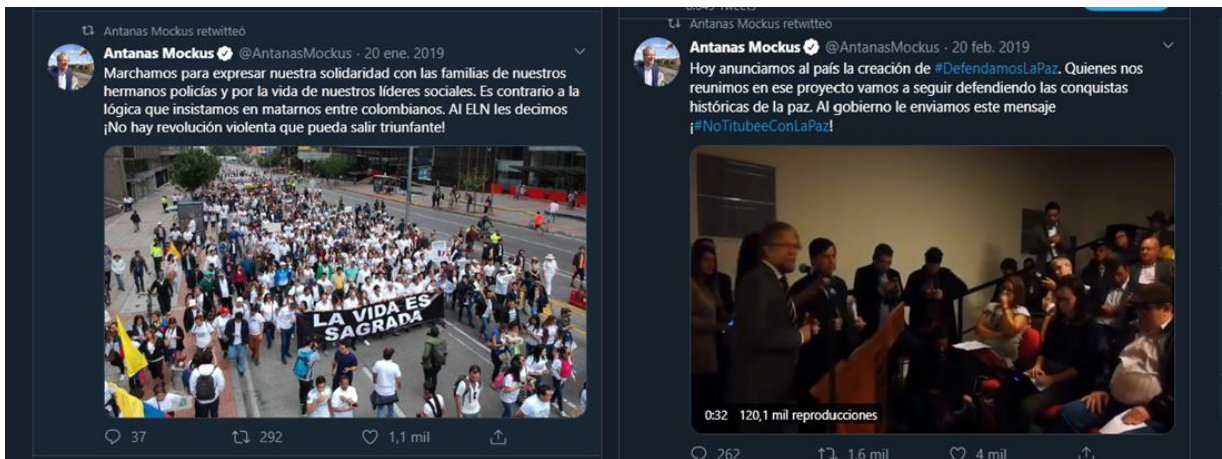 Antanas Mockus retwitteó
Antanas Mockus @AntanasMockus · 20 ene. 2019
Marchamos para expresar nuestra solidaridad con las familias de nuestros
hermanos policías y por la vida de nuestros líderes sociales. Es contrario a la
lógica que insistamos en matarnos entre colombianos. Al ELN les decimos
¡No hay revolución violenta que pueda salir triunfante!
LA VIDA ES
SAGRADA
37 292 1,1 mil
Antanas Mockus retwitteó
Antanas Mockus @AntanasMockus · 20 feb. 2019
Hoy anunciamos al país la creación de #DefendamosLaPaz. Quienes nos
reunimos en ese proyecto vamos a seguir defendiendo las conquistas
históricas de la paz. Al gobierno le enviamos este mensaje
¡#NoTitubeeConLaPaz!
0:32 120,1 mil reproducciones
262 1,6 mil 4 mil